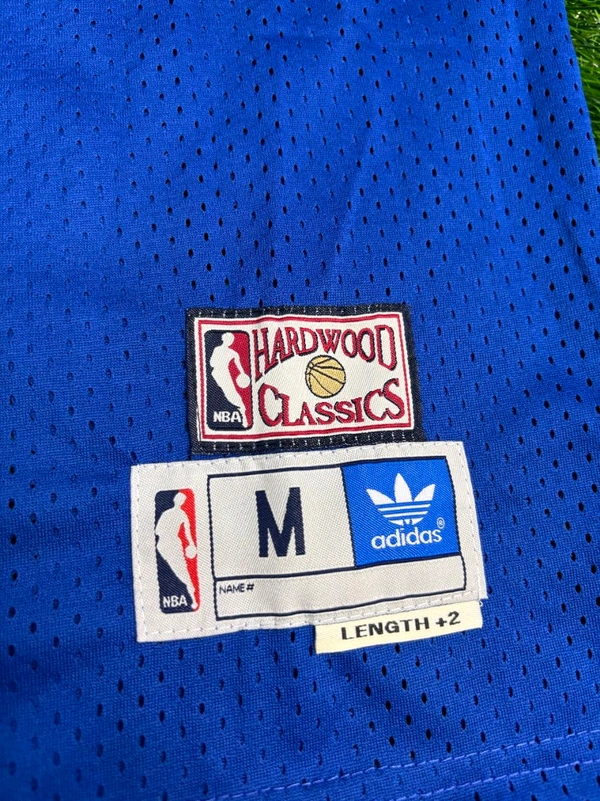 HARDWOOD
CLASSICS
NBA
M
adidas®
NAME#
NBA
LENGTH +2